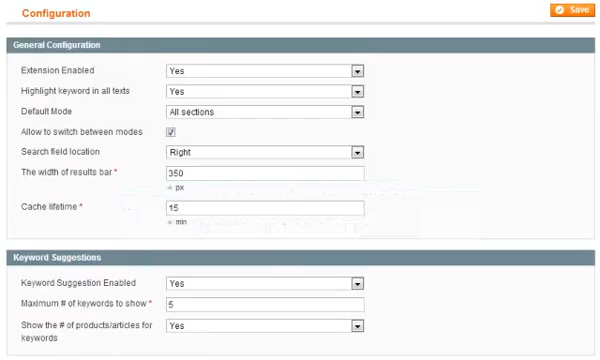 Configuration
Save
General Configuration
Extension Enabled
Yes
Highlight keyword in all texts
Yes
Default Mode
All sections
Allow to switch between modes
Search field location
Right
The width of results bar *
350
px
Cache lifetime *
15
min
Keyword Suggestions
Keyword Suggestion Enabled
Yes
Maximum # of keywords to show *
5
Show the # of products/articles for
keywords
Yes